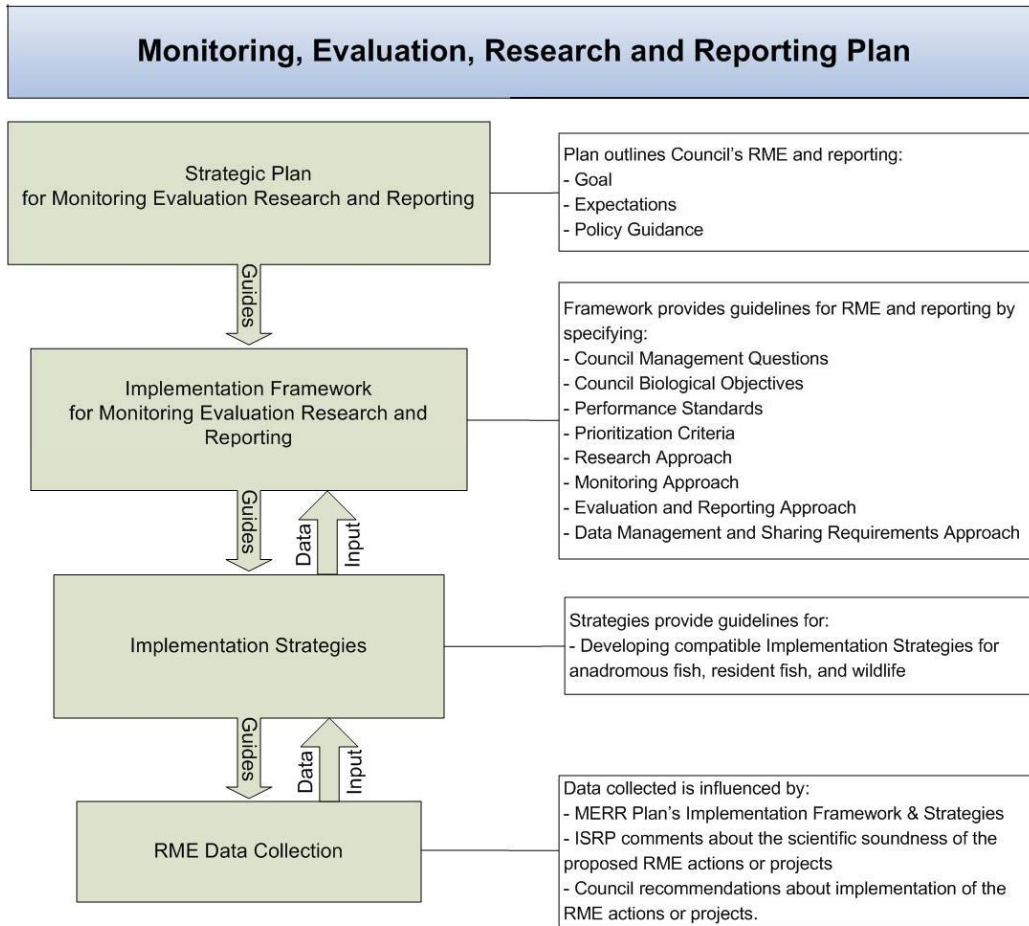 Monitoring, Evaluation, Research and Reporting Plan
Strategic Plan
for Monitoring Evaluation Research and Reporting
Plan outlines Council's RME and reporting:
- Goal
- Expectations
- Policy Guidance
Guides
Implementation Framework
for Monitoring Evaluation Research and
Reporting
Framework provides guidelines for RME and reporting by
specifying:
- Council Management Questions
- Council Biological Objectives
- Performance Standards
- Prioritization Criteria
- Research Approach
- Monitoring Approach
- Evaluation and Reporting Approach
- Data Management and Sharing Requirements Approach
Guides
Data
Input
Implementation Strategies
Strategies provide guidelines for:
- Developing compatible Implementation Strategies for
anadromous fish, resident fish, and wildlife
Guides
Data
Input
RME Data Collection
Data collected is influenced by:
- MERR Plan's Implementation Framework & Strategies
- ISRP comments about the scientific soundness of the
proposed RME actions or projects
- Council recommendations about implementation of the
RME actions or projects.